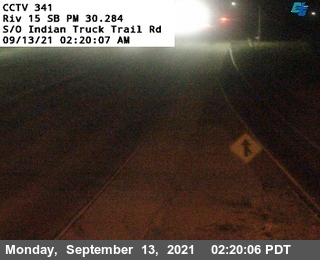 CCTV 341
Riv 15 SB PM 30.284
S/O Indian Truck Trail Rd
09/13/21 02:20:07 AM
Monday, September 13, 2021 02:20:06 PDT